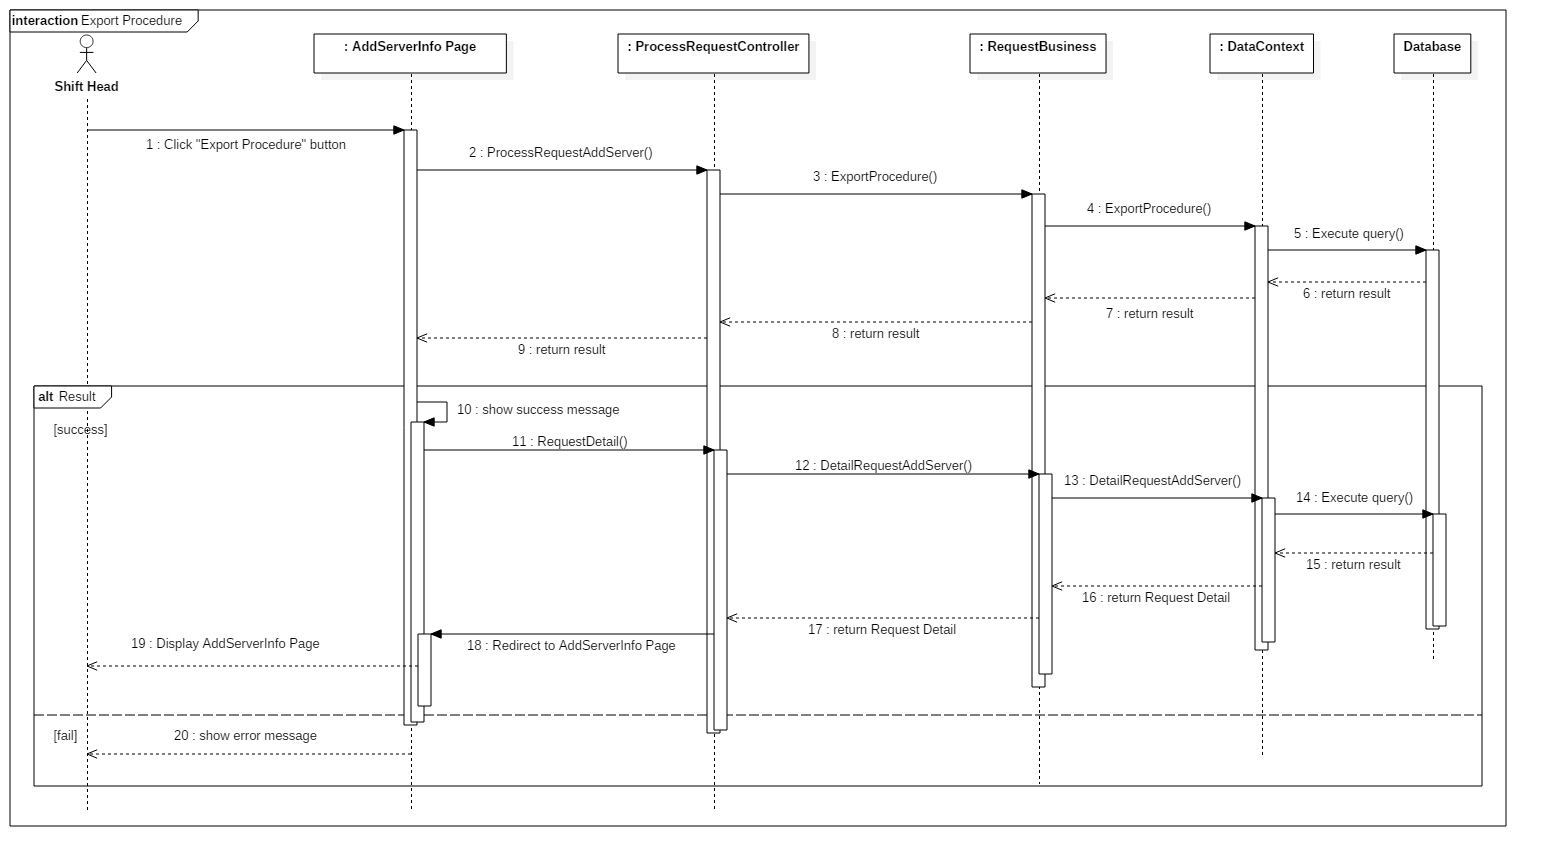 interaction Export Procedure
Shift Head
: AddServerInfo Page
: ProcessRequestController
: RequestBusiness
: DataContext
Database
1 : Click "Export Procedure" button
2 : ProcessRequestAddServer()
3 : ExportProcedure()
4 : ExportProcedure()
5 : Execute query()
6 : return result
7 : return result
8 : return result
9 : return result
alt Result
[success]
10 : show success message
11 : RequestDetail()
12 : DetailRequestAddServer()
13 : DetailRequestAddServer()
14 : Execute query()
15 : return result
16 : return Request Detail
17 : return Request Detail
18 : Redirect to AddServerInfo Page
19 : Display AddServerInfo Page
[fail]
20 : show error message